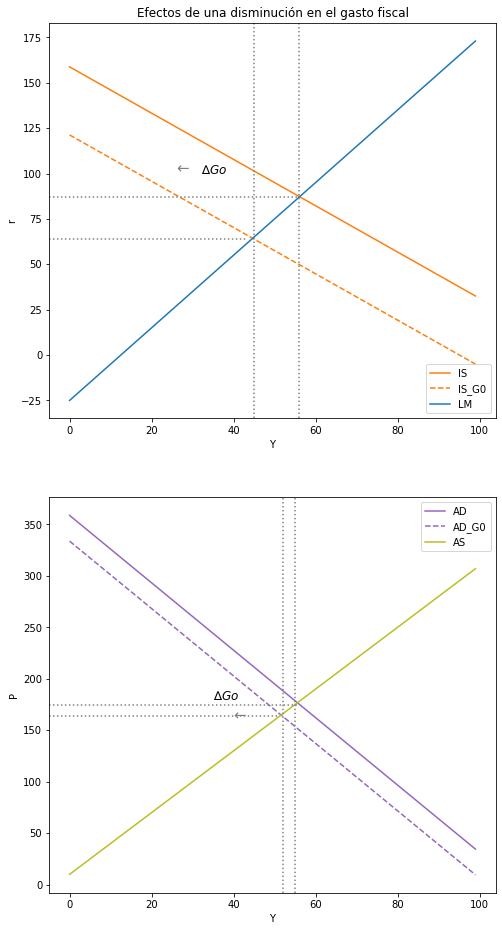 Efectos de una disminución en el gasto fiscal
175
150
125
100
75
50
25
0
−25
r
← ΔGo
IS
IS_G0
LM
0 20 40 60 80 100
Y
350
300
250
200
150
100
50
0
P
AD
AD_G0
AS
ΔGo
←
0 20 40 60 80 100
Y